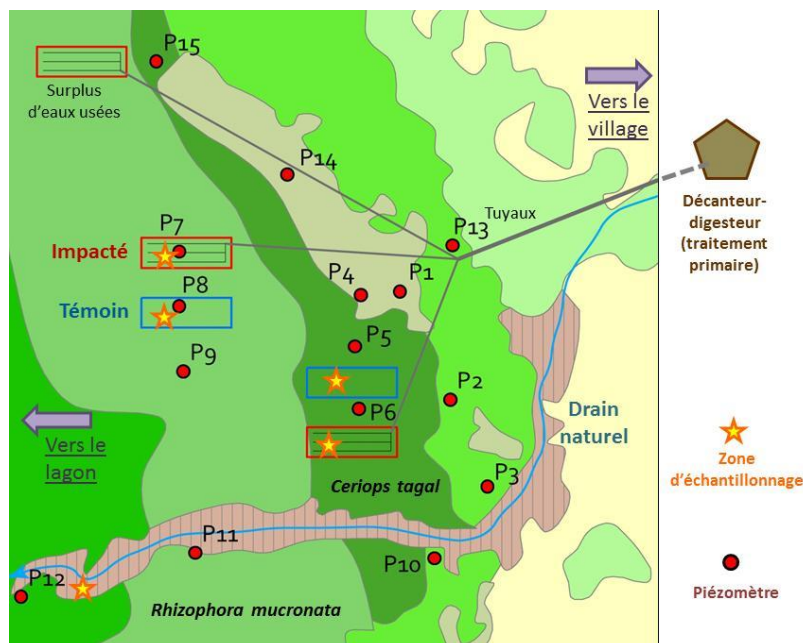 P15
Surplus
d'eaux usées
Vers le
village
P14
Tuyaux
P13
Décanteur-
digesteur
(traitement
primaire)
P7
Impacté
P8
Témoin
P4
P1
P5
P9
P2
P6
Drain
naturel
Vers le
lagon
Zone
d'échantillonnage
P3
Ceriops tagal
P11
P10
P12
Piézomètre
Rhizophora mucronata